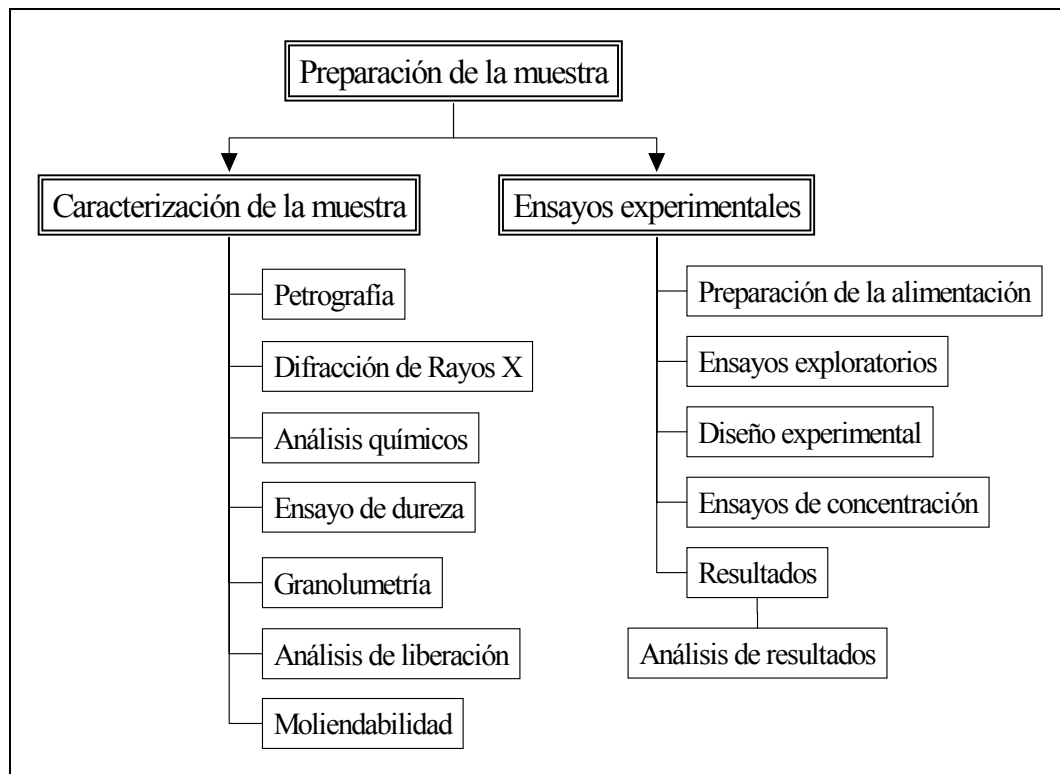 Preparación de la muestra
Caracterización de la muestra
Petrografía
Difracción de Rayos X
Análisis químicos
Ensayo de dureza
Granolumetría
Análisis de liberación
Moliendabilidad
Ensayos experimentales
Preparación de la alimentación
Ensayos exploratorios
Diseño experimental
Ensayos de concentración
Resultados
Análisis de resultados